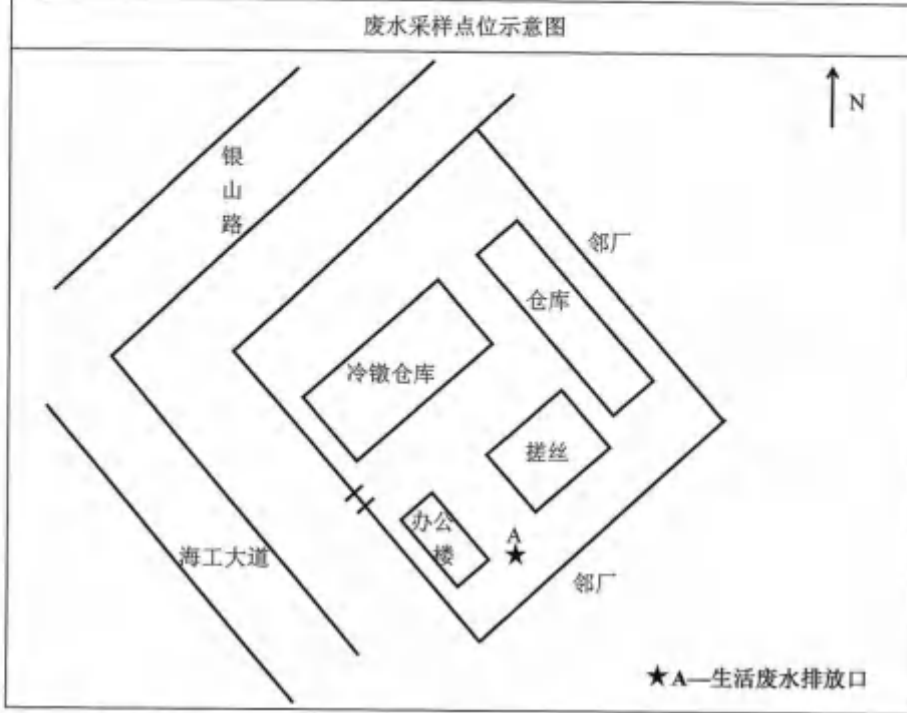 废水采样点位示意图
N
银山路
邻厂
仓库
冷镦仓库
搓丝
办公楼
A
海工大道
邻厂
★A—生活废水排放口